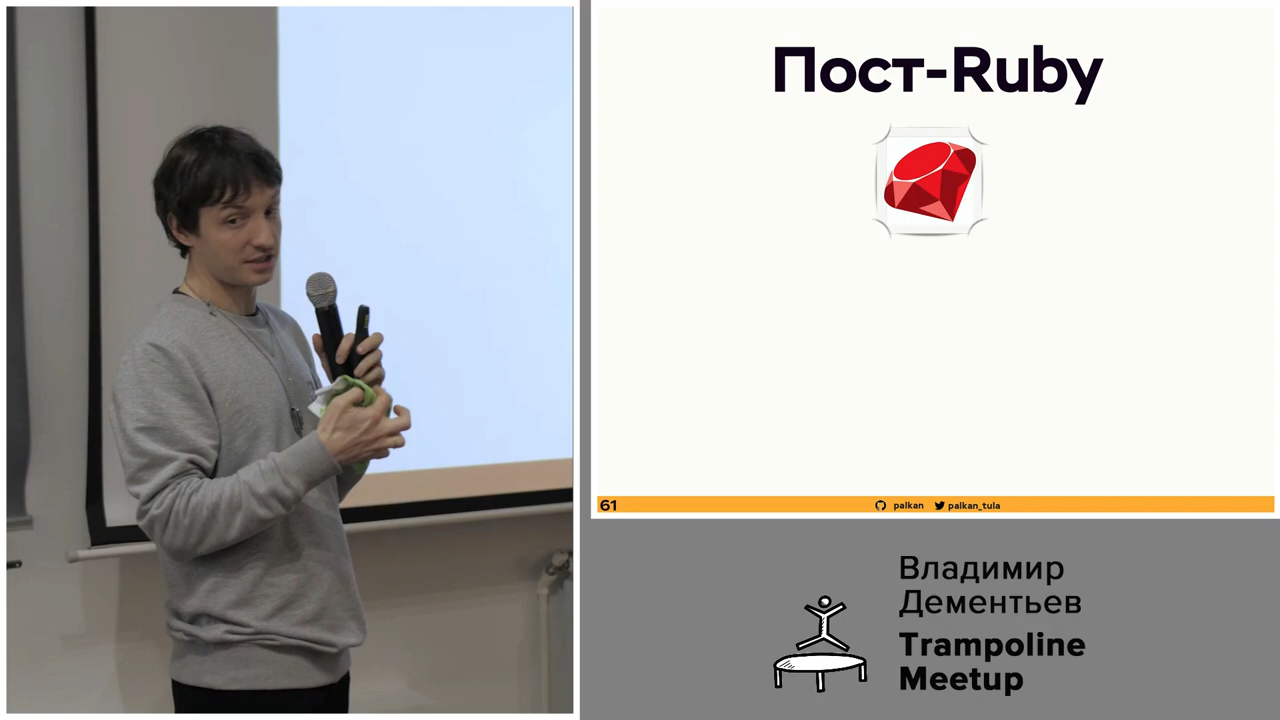 Пост-Ruby
61
palkan
palkan_tula
Владимир
Дементьев
Trampoline
Meetup